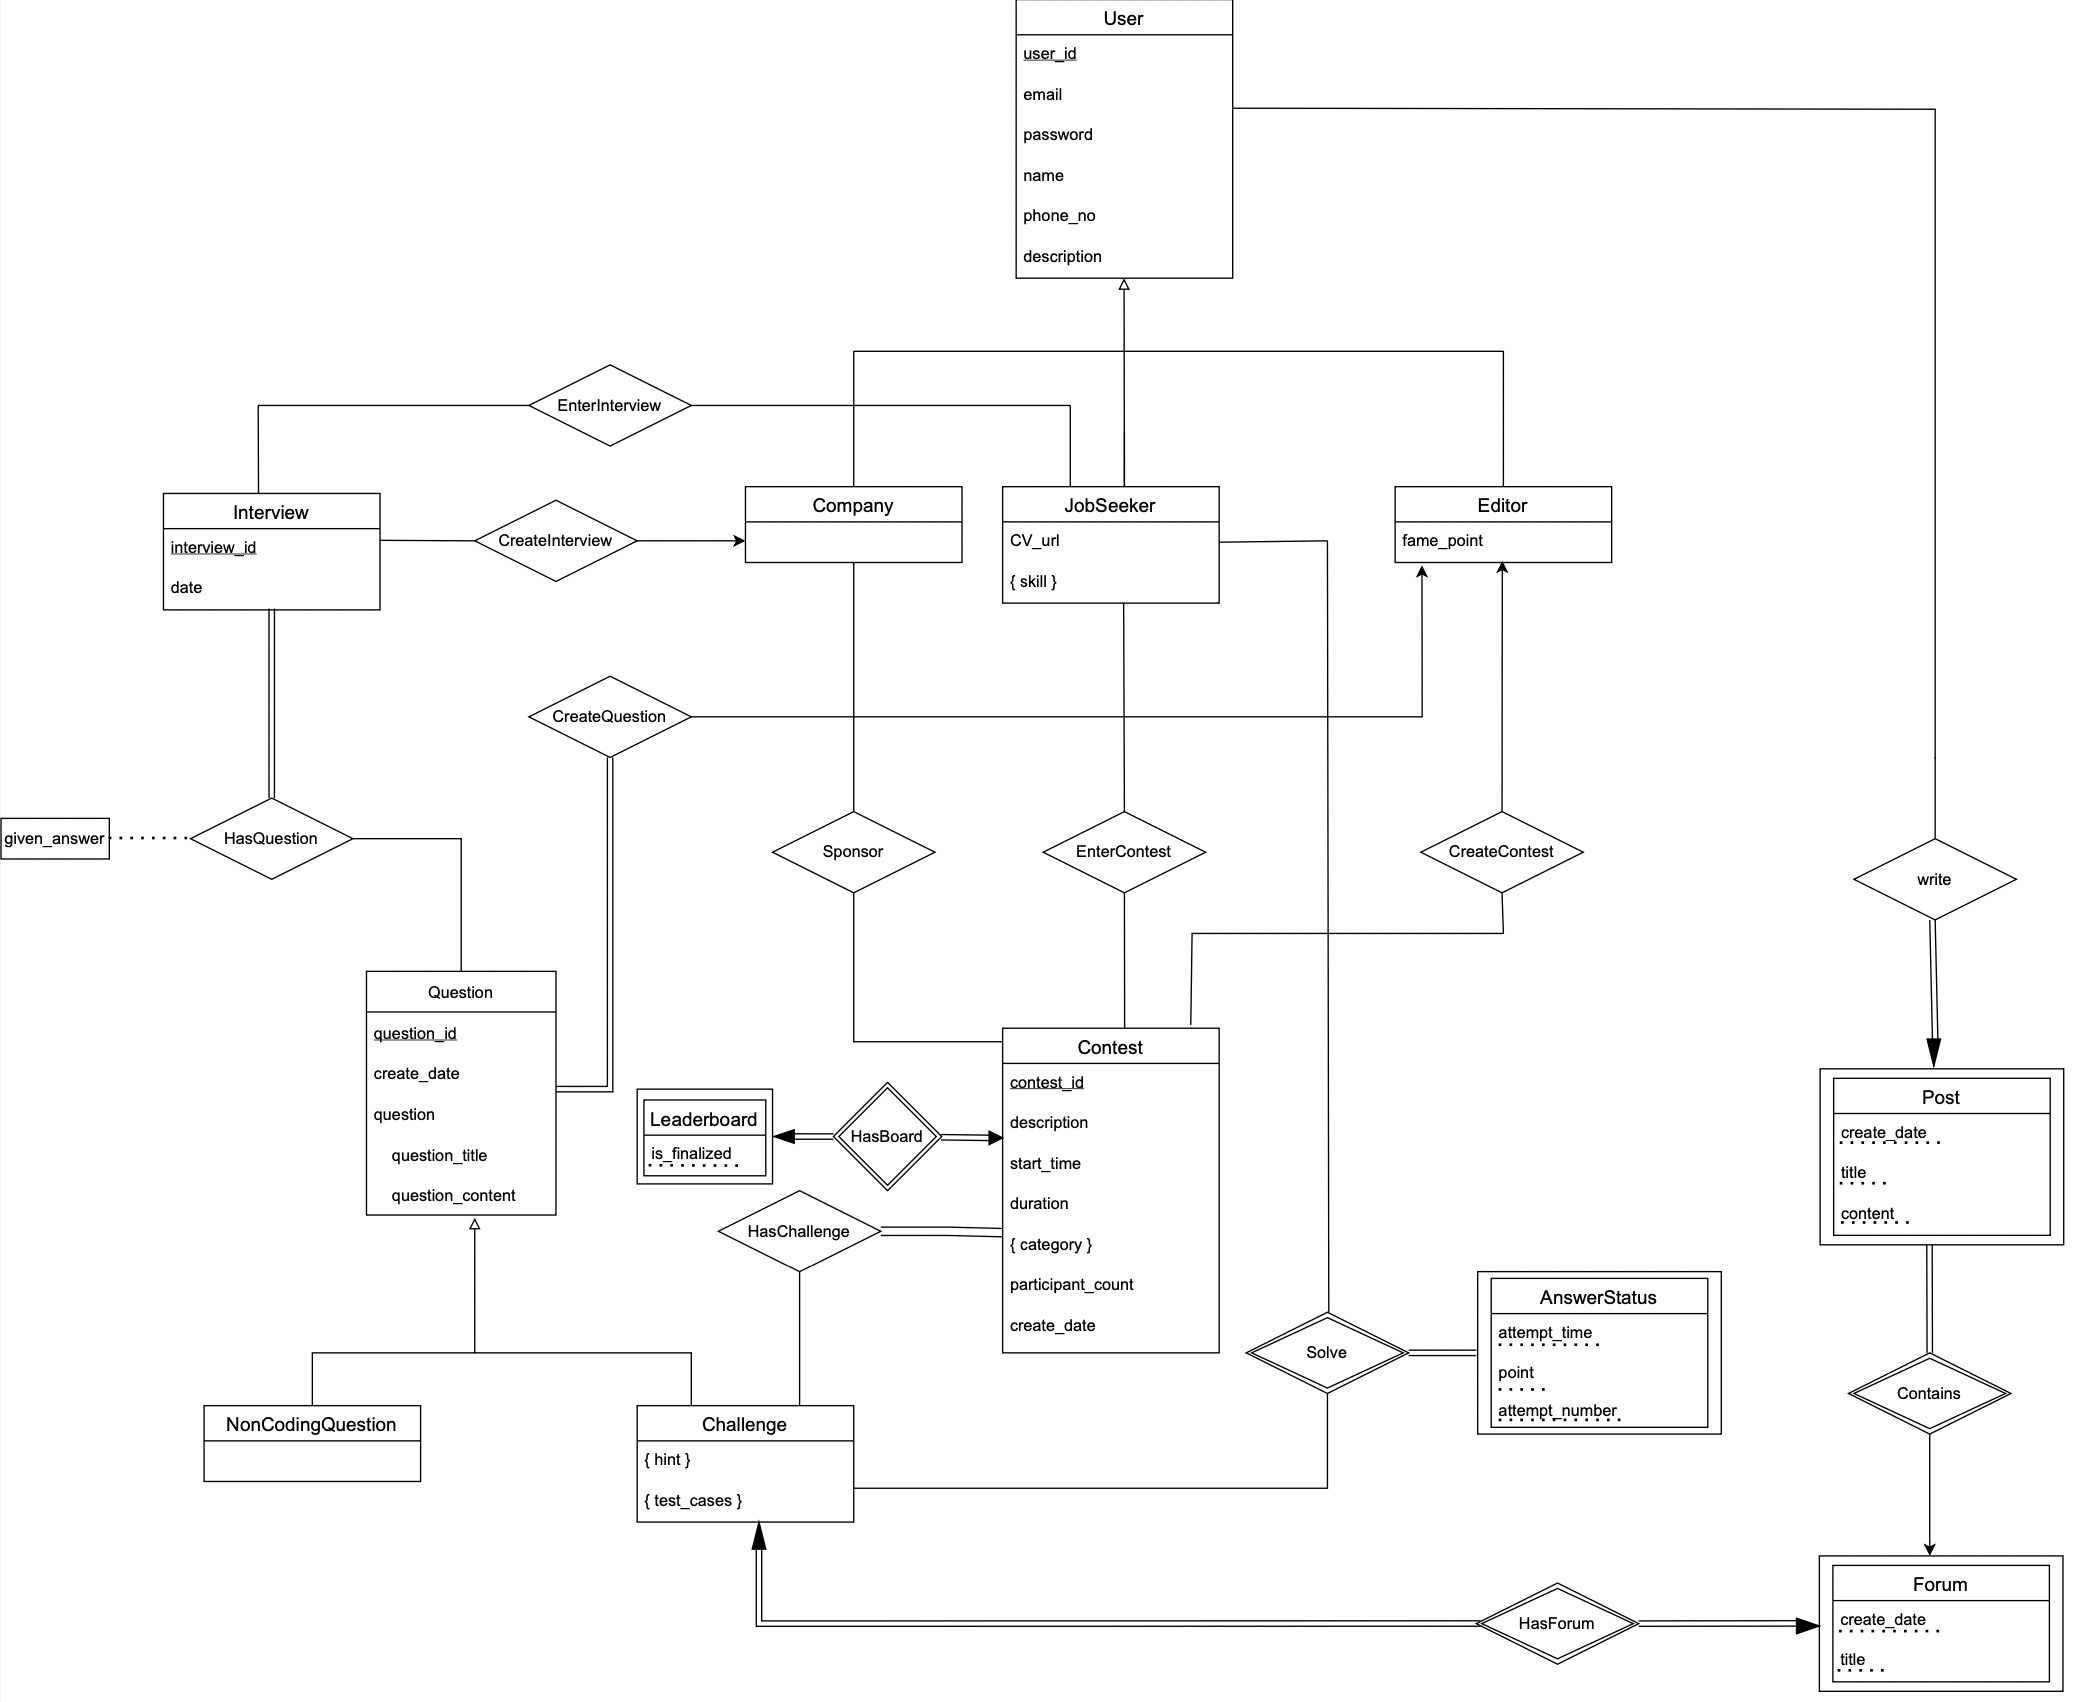 User
user_id
email
password
name
phone_no
description
EnterInterview
Interview
interview_id
date
CreateInterview
Company
JobSeeker
CV_url
{ skill }
Editor
fame_point
CreateQuestion
given_answer
HasQuestion
Sponsor
EnterContest
CreateContest
write
Question
question_id
create_date
question
question_title
question_content
Leaderboard
is_finalized
HasBoard
HasChallenge
Contest
contest_id
description
start_time
duration
{ category }
participant_count
create_date
Post
create_date
title
content
Solve
AnswerStatus
attempt_time
point
attempt_number
Contains
NonCodingQuestion
Challenge
{ hint }
{ test_cases }
HasForum
Forum
create_date
title